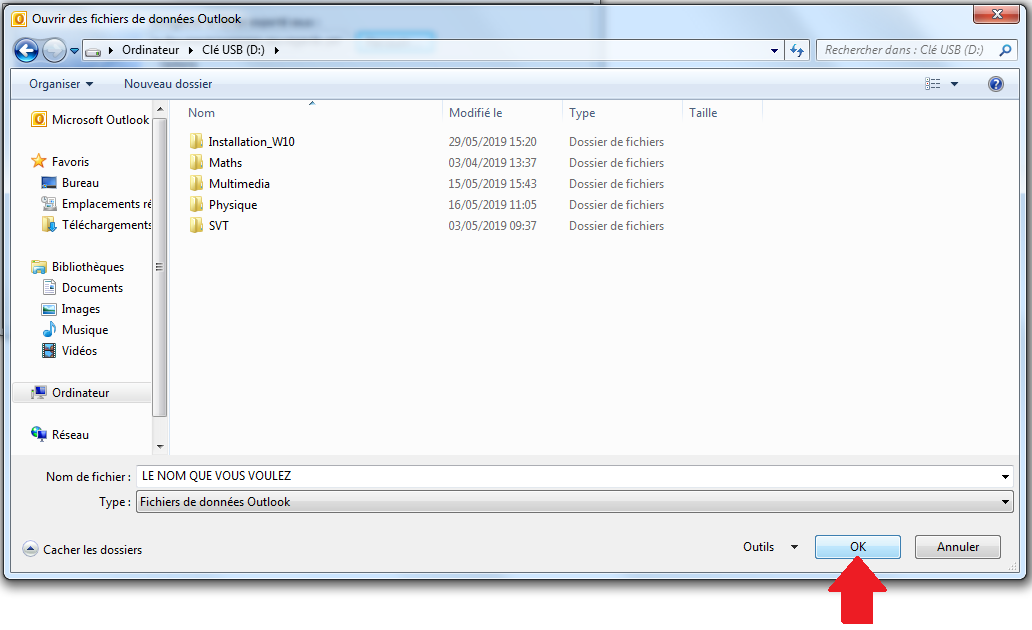 Ouvrir des fichiers de données Outlook
Ordinateur Clé USB (D:)
Rechercher dans : Clé USB (D:)
Organiser Nouveau dossier
Nom Modifié le Type Taille
Microsoft Outlook
Favoris
Bureau
Emplacements ré
Téléchargements
Bibliothèques
Documents
Images
Musique
Vidéos
Ordinateur
Réseau
Installation_W10 29/05/2019 15:20 Dossier de fichiers
Maths 03/04/2019 13:37 Dossier de fichiers
Multimedia 15/05/2019 15:43 Dossier de fichiers
Physique 16/05/2019 11:05 Dossier de fichiers
SVT 03/05/2019 09:37 Dossier de fichiers
Nom de fichier : LE NOM QUE VOUS VOULEZ
Type : Fichiers de données Outlook
Cacher les dossiers Outils OK Annuler